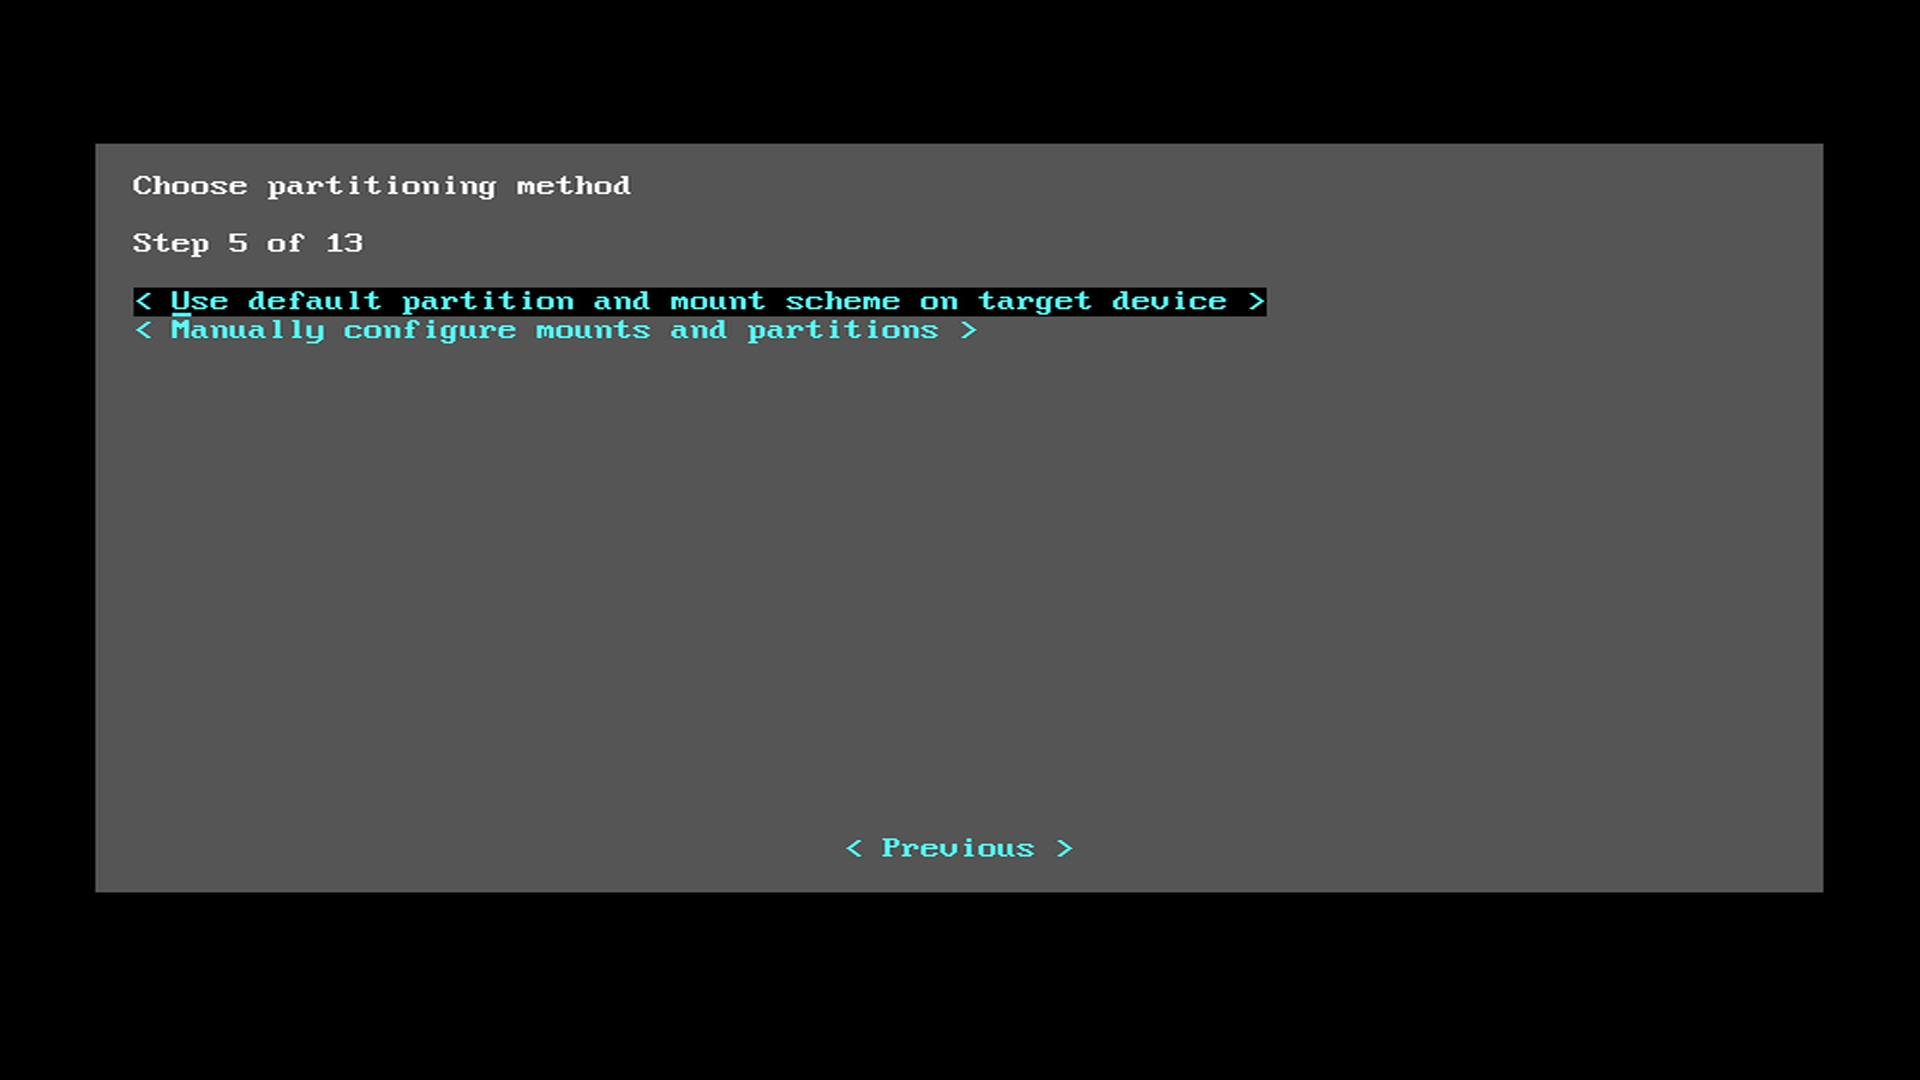 Choose partitioning method
Step 5 of 13
< Use default partition and mount scheme on target device >
< Manually configure mounts and partitions >
< Previous >